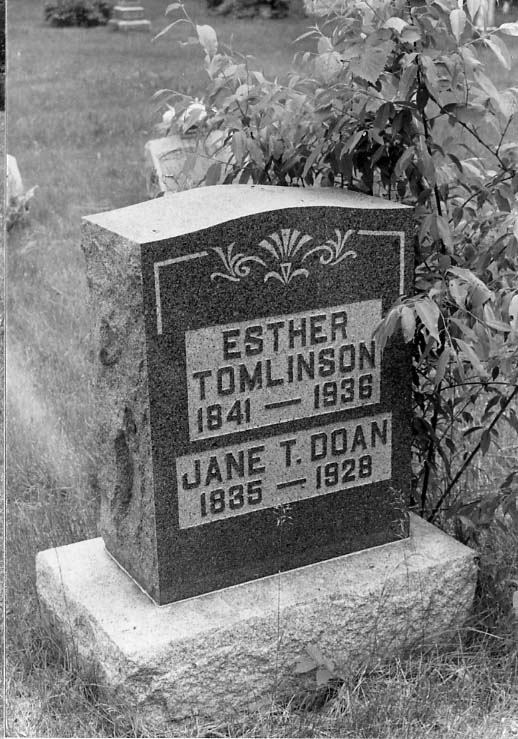 ESTHER
TOMLINSON
1841 — 1936
JANE T. DOAN
1835 — 1928